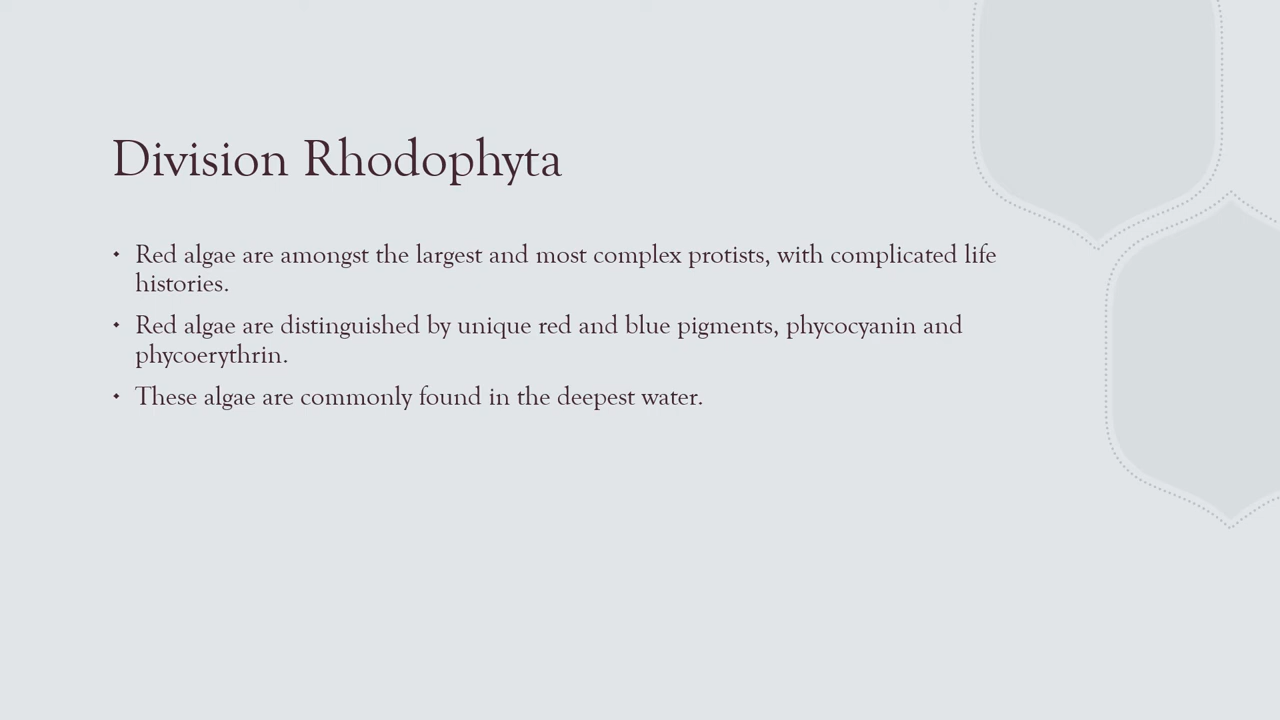 Division Rhodophyta
Red algae are amongst the largest and most complex protists, with complicated life
histories.
Red algae are distinguished by unique red and blue pigments, phycocyanin and
phycoerythrin.
These algae are commonly found in the deepest water.